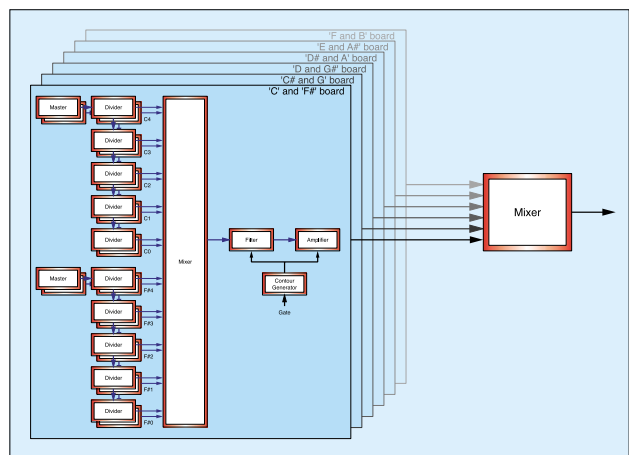 'F and B' board
'E and A#' board
'D# and A' board
'D and G#' board
'C# and G' board
'C' and 'F#' board
Master
Divider
C4
Divider
C3
Divider
C2
Divider
C1
Divider
C0
Master
Divider
F#4
Divider
F#3
Divider
F#2
Divider
F#1
Divider
F#0
Mixer
Filter
Amplifier
Contour
Generator
Gate
Mixer